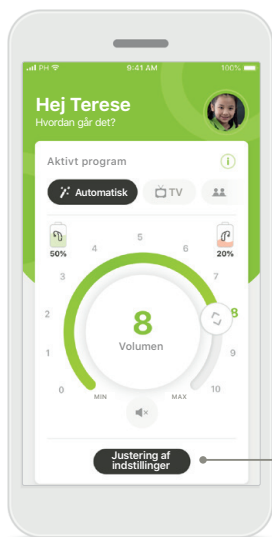 PH
9:41 AM
100%
Hej Terese
Hvordan går det?
Aktivt program
i
Automatisk
TV
50%
20%
5
4
6
3
7
2
8
8
Volumen
1
9
0
10
MIN
MAX
Justering af
indstillinger